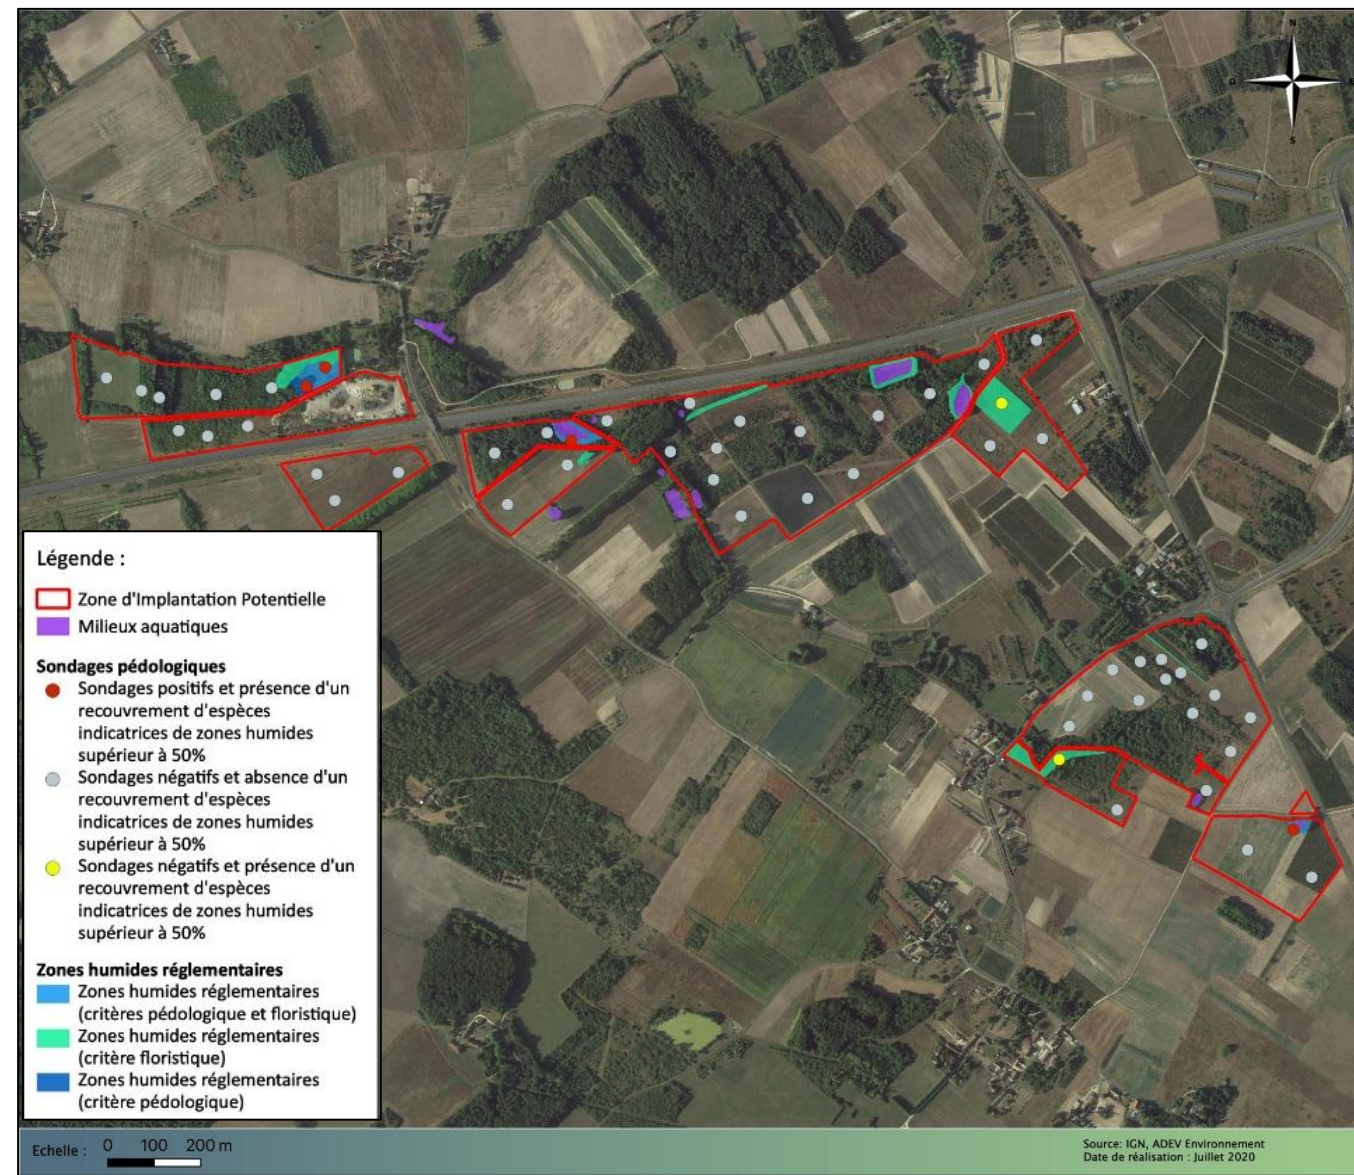 N
O
E
S
Légende :
Zone d'Implantation Potentielle
Milieux aquatiques
Sondages pédologiques
Sondages positifs et présence d'un
recouvrement d'espèces
indicatrices de zones humides
supérieur à 50%
Sondages négatifs et absence d'un
recouvrement d'espèces
indicatrices de zones humides
supérieur à 50%
Sondages négatifs et présence d'un
recouvrement d'espèces
indicatrices de zones humides
supérieur à 50%
Zones humides réglementaires
Zones humides réglementaires
(critères pédologique et floristique)
Zones humides réglementaires
(critère floristique)
Zones humides réglementaires
(critère pédologique)
Echelle : 0 100 200 m
Source: IGN, ADEV Environnement
Date de réalisation : Juillet 2020